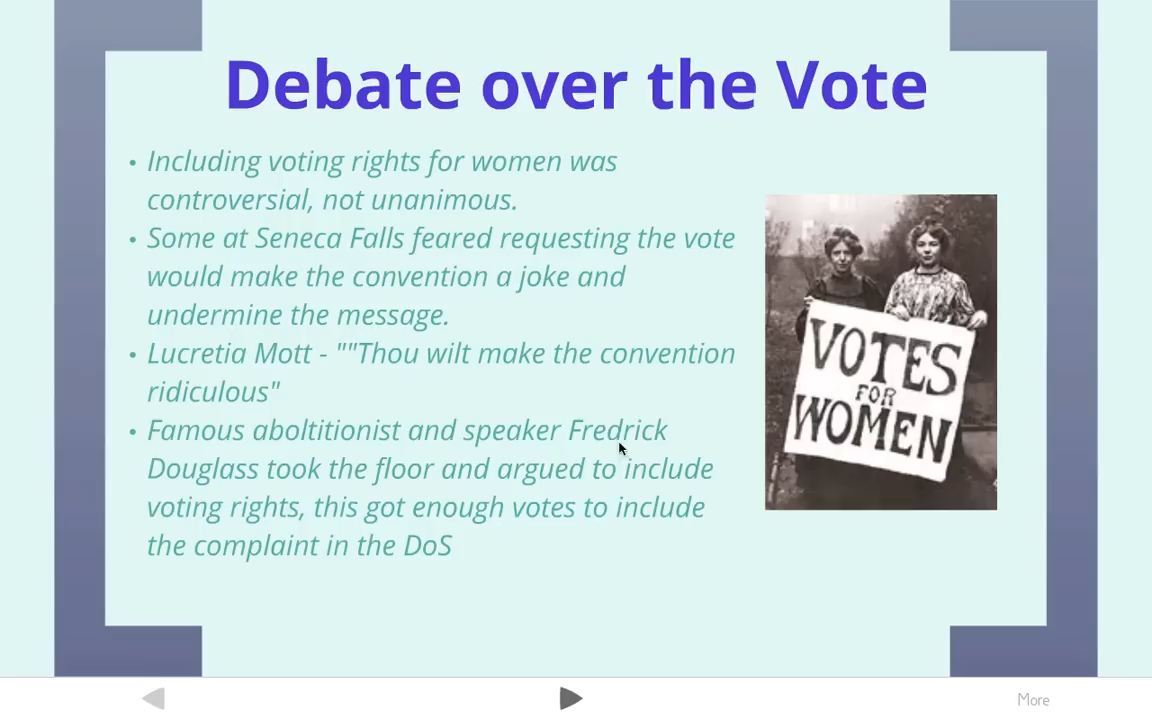 Debate over the Vote
• Including voting rights for women was
controversial, not unanimous.
• Some at Seneca Falls feared requesting the vote
would make the convention a joke and
undermine the message.
• Lucretia Mott - ""Thou wilt make the convention
ridiculous"
• Famous aboltitionist and speaker Fredrick
Douglass took the floor and argued to include
voting rights, this got enough votes to include
the complaint in the DoS
VOTES
FOR
WOMEN
More